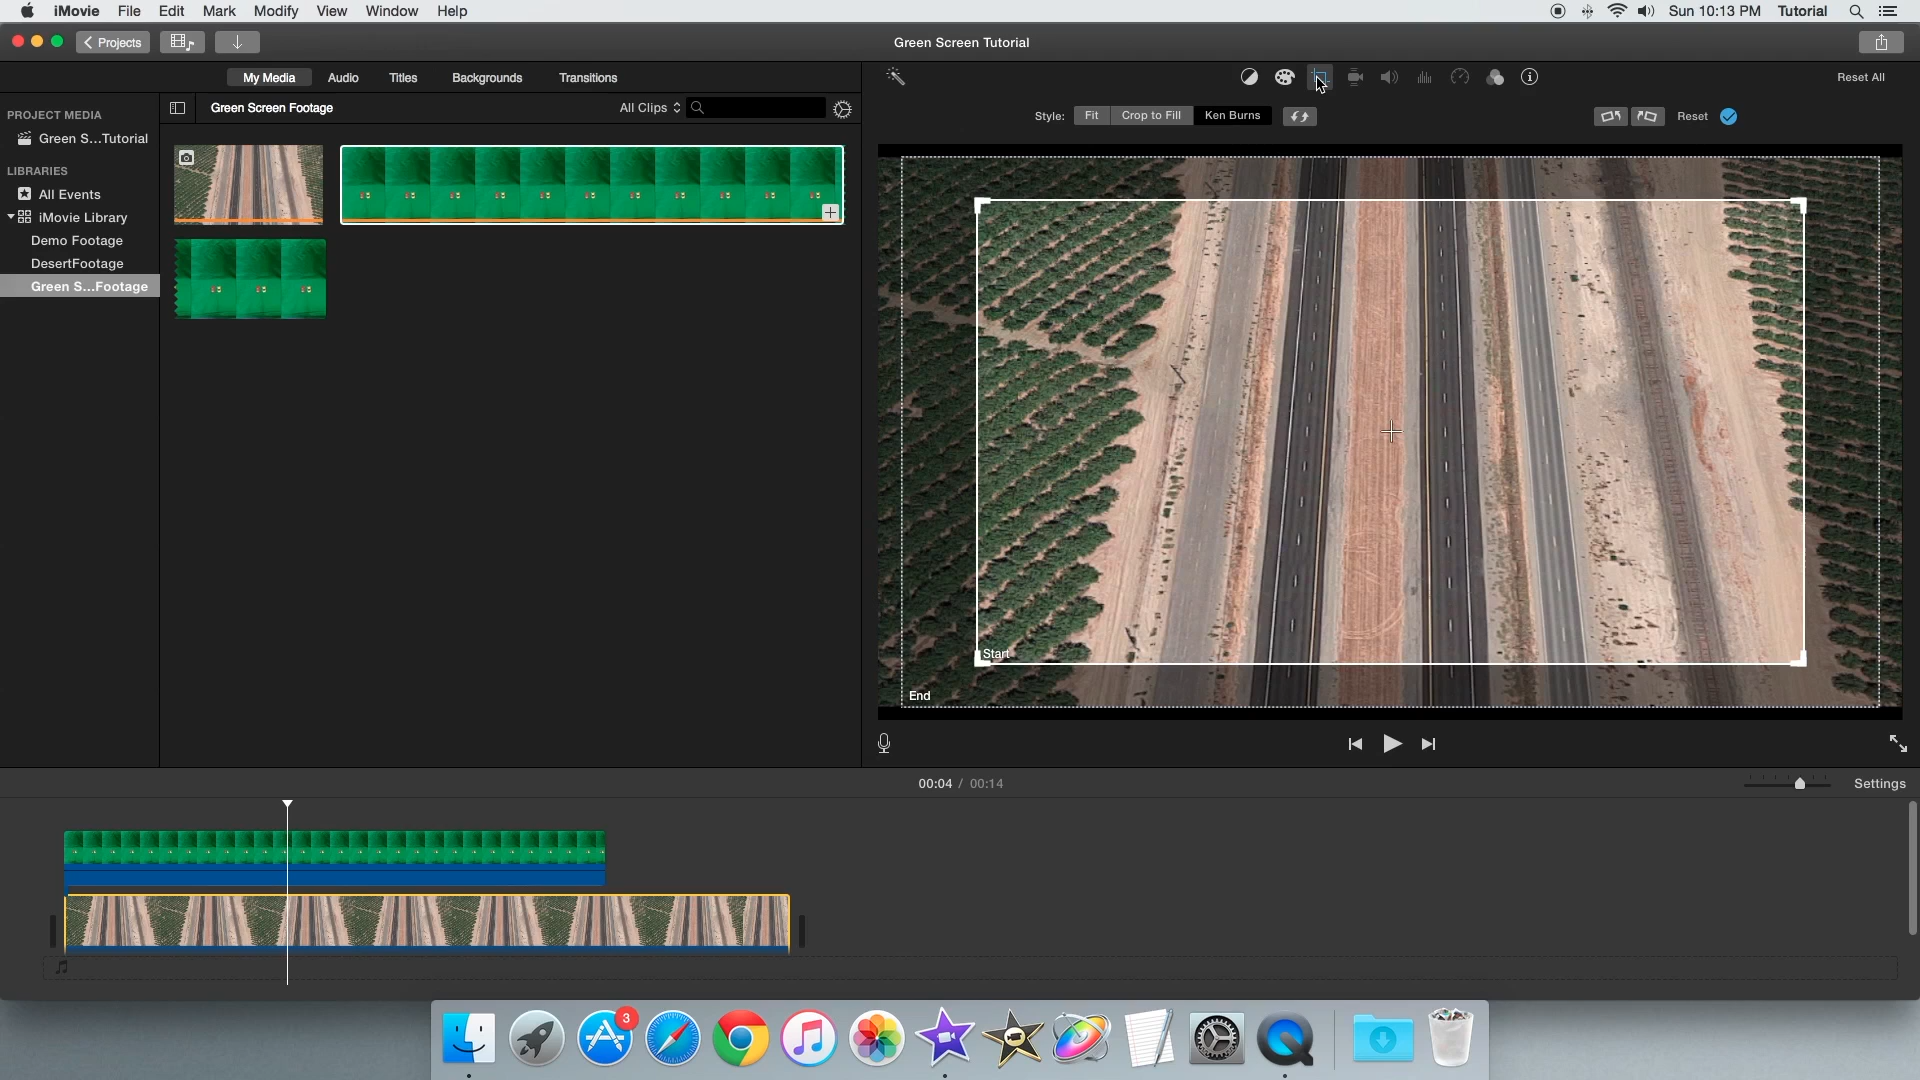 iMovie File Edit Mark Modify View Window Help Sun 10:13 PM Tutorial
Projects Green Screen Tutorial
My Media Audio Titles Backgrounds Transitions Reset All
PROJECT MEDIA Green Screen Footage All Clips
Style: Fit Crop to Fill Ken Burns Reset
Green S...Tutorial
LIBRARIES
All Events
iMovie Library
Demo Footage
DesertFootage
Green S...Footage
Start
End
00:04 / 00:14 Settings
3